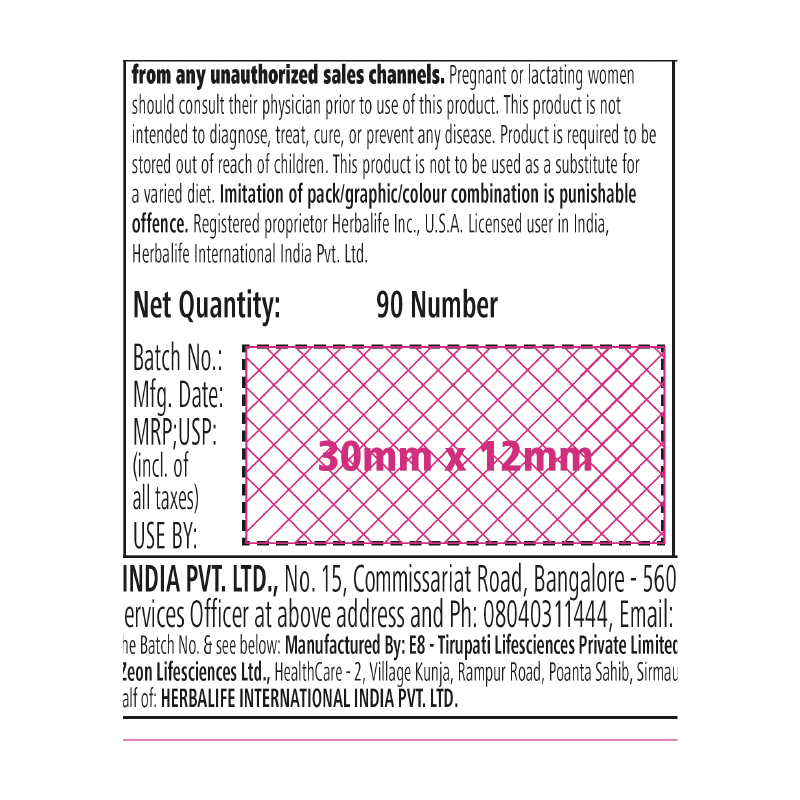 from any unauthorized sales channels. Pregnant or lactating women
should consult their physician prior to use of this product. This product is not
intended to diagnose, treat, cure, or prevent any disease. Product is required to be
stored out of reach of children. This product is not to be used as a substitute for
a varied diet. Imitation of pack/graphic/colour combination is punishable
offence. Registered proprietor Herbalife Inc., U.S.A. Licensed user in India,
Herbalife International India Pvt. Ltd.
Net Quantity: 90 Number
Batch No.:
Mfg. Date:
MRP;USP:
(incl. of
all taxes)
USE BY:
30mm x 12mm
INDIA PVT. LTD., No. 15, Commissariat Road, Bangalore - 560
ervices Officer at above address and Ph: 08040311444, Email:
he Batch No. & see below: Manufactured By: E8 - Tirupati Lifesciences Private Limited
Zeon Lifesciences Ltd., HealthCare - 2, Village Kunja, Rampur Road, Poanta Sahib, Sirmau
alf of: HERBALIFE INTERNATIONAL INDIA PVT. LTD.